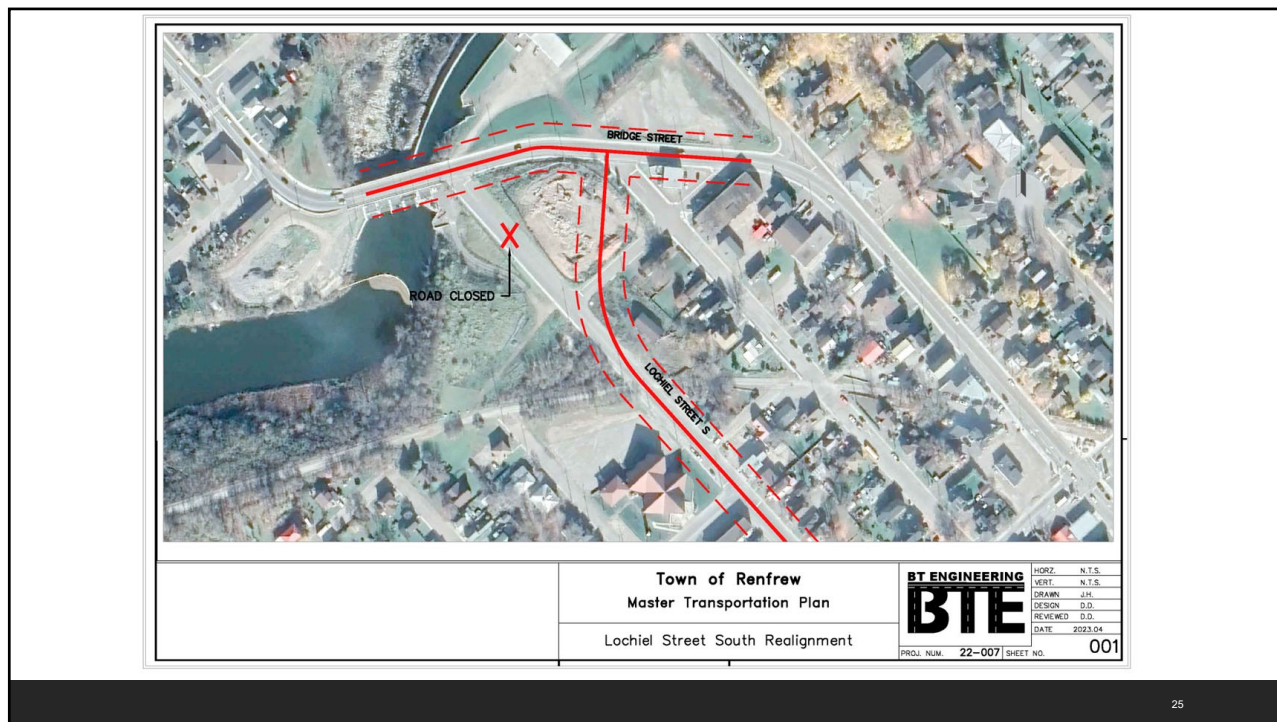 BRIDGE STREET
ROAD CLOSED
LOCHIEL STREET S
Town of Renfrew
Master Transportation Plan
Lochiel Street South Realignment
BT ENGINEERING
BTE
HORZ. N.T.S.
VERT. N.T.S.
DRAWN J.H.
DESIGN D.D.
REVIEWED D.D.
DATE 2023.04
PROJ. NUM. 22-007 SHEET NO. 001
25